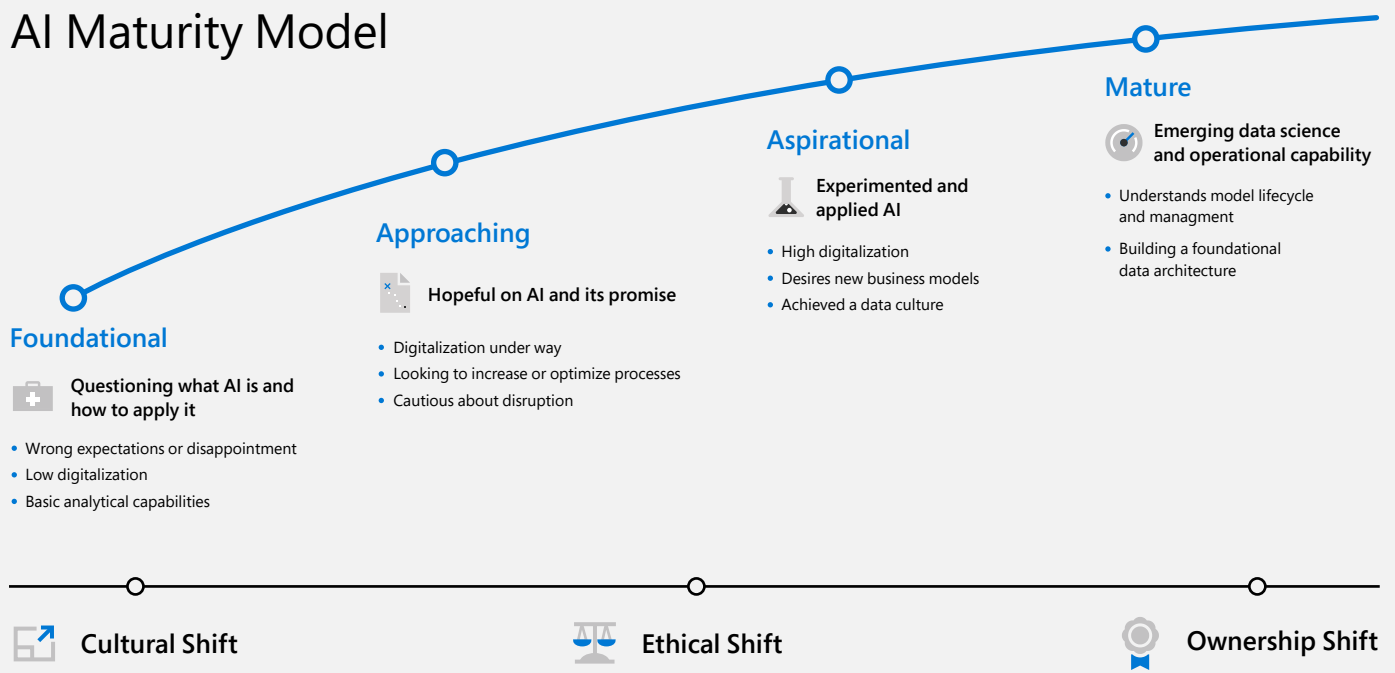 AI Maturity Model
Foundational
Questioning what AI is and
how to apply it
• Wrong expectations or disappointment
• Low digitalization
• Basic analytical capabilities
Approaching
Hopeful on AI and its promise
• Digitalization under way
• Looking to increase or optimize processes
• Cautious about disruption
Aspirational
Experimented and
applied AI
• High digitalization
• Desires new business models
• Achieved a data culture
Mature
Emerging data science
and operational capability
• Understands model lifecycle
and managment
• Building a foundational
data architecture
Cultural Shift
Ethical Shift
Ownership Shift